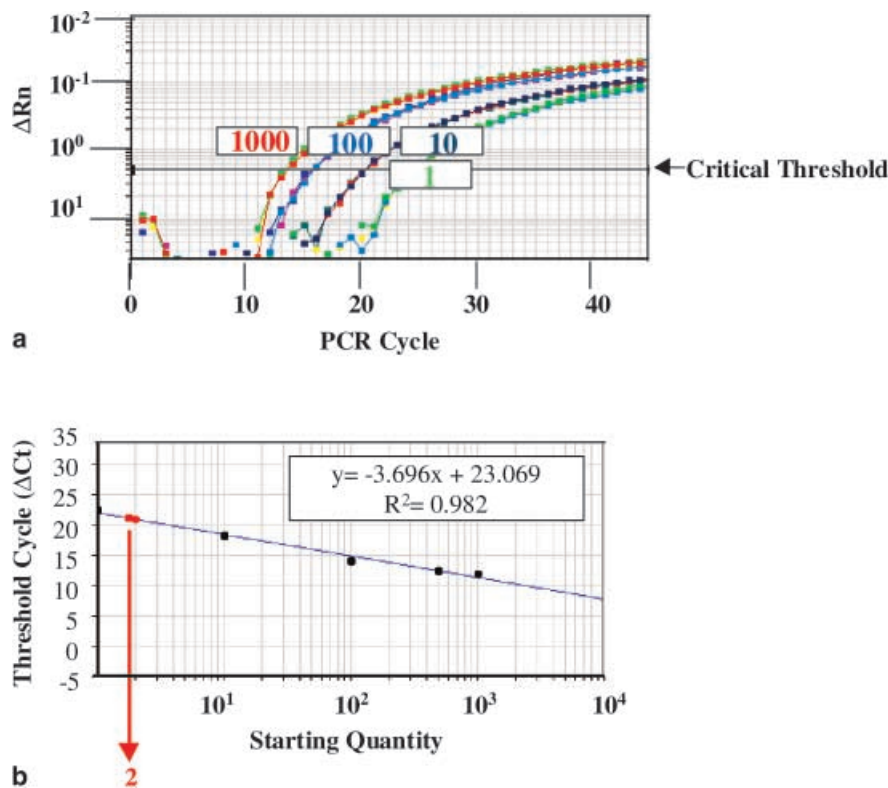 10-2
10-1
ΔRn
100
101
1000 100 10
1
Critical Threshold
0 10 20 30 40
PCR Cycle
a
35
30
25
20
15
10
5
0
-5
Threshold Cycle (ΔCt)
y= -3.696x + 23.069
R2= 0.982
101 102 103 104
Starting Quantity
b
2